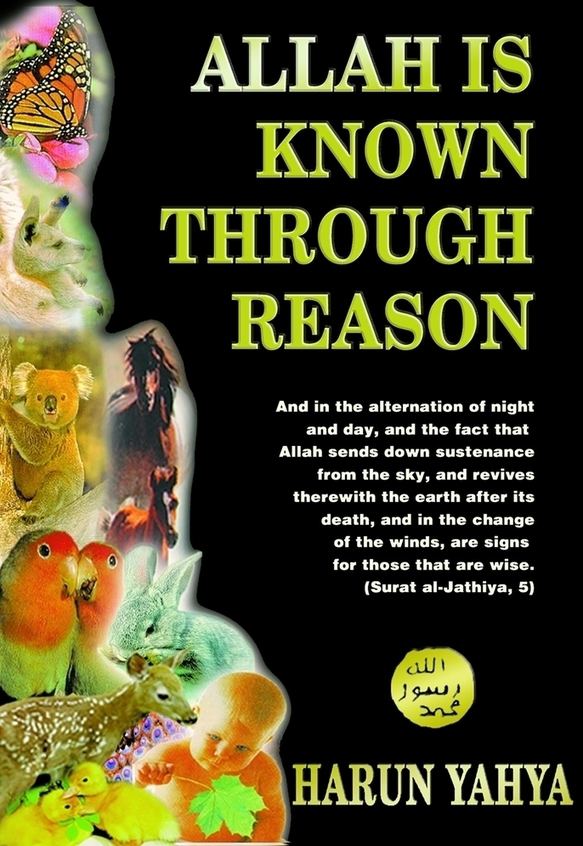 ALLAH IS
KNOWN
THROUGH
REASON
And in the alternation of night
and day, and the fact that
Allah sends down sustenance
from the sky, and revives
therewith the earth after its
death, and in the change
of the winds, are signs
for those that are wise.
(Surat al-Jathiya, 5)
الله
رسول
محمد
HARUN YAHYA